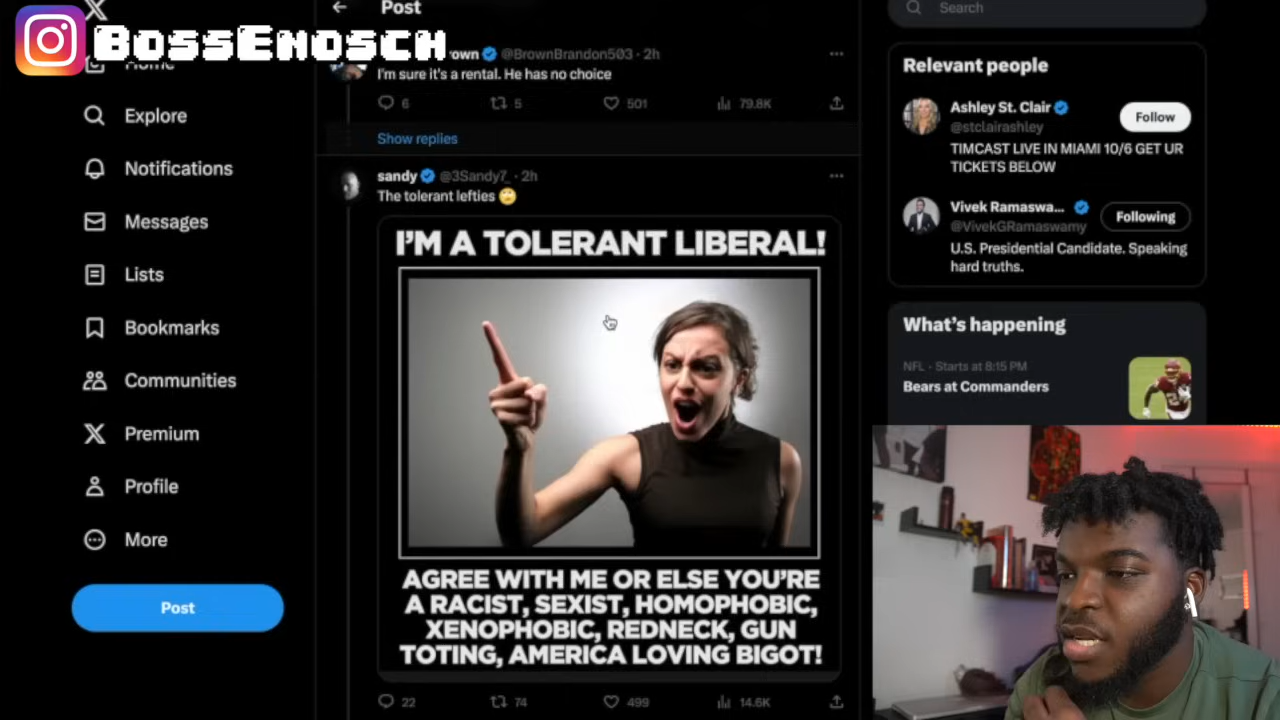 BossEnosch
Home
Explore
Notifications
Messages
Lists
Bookmarks
Communities
Premium
Profile
More
Post
Post
rown @BrownBrandon503 · 2h
I'm sure it's a rental. He has no choice
6 5 501 79.8K
Show replies
sandy @3Sandy7_ · 2h
The tolerant lefties 🙄
I'M A TOLERANT LIBERAL!
AGREE WITH ME OR ELSE YOU'RE
A RACIST, SEXIST, HOMOPHOBIC,
XENOPHOBIC, REDNECK, GUN
TOTING, AMERICA LOVING BIGOT!
22 74 499 14.6K
Search
Relevant people
Ashley St. Clair
@stclairashley
Follow
TIMCAST LIVE IN MIAMI 10/6 GET UR
TICKETS BELOW
Vivek Ramaswa...
@VivekGRamaswamy
Following
U.S. Presidential Candidate. Speaking
hard truths.
What's happening
NFL · Starts at 8:15 PM
Bears at Commanders